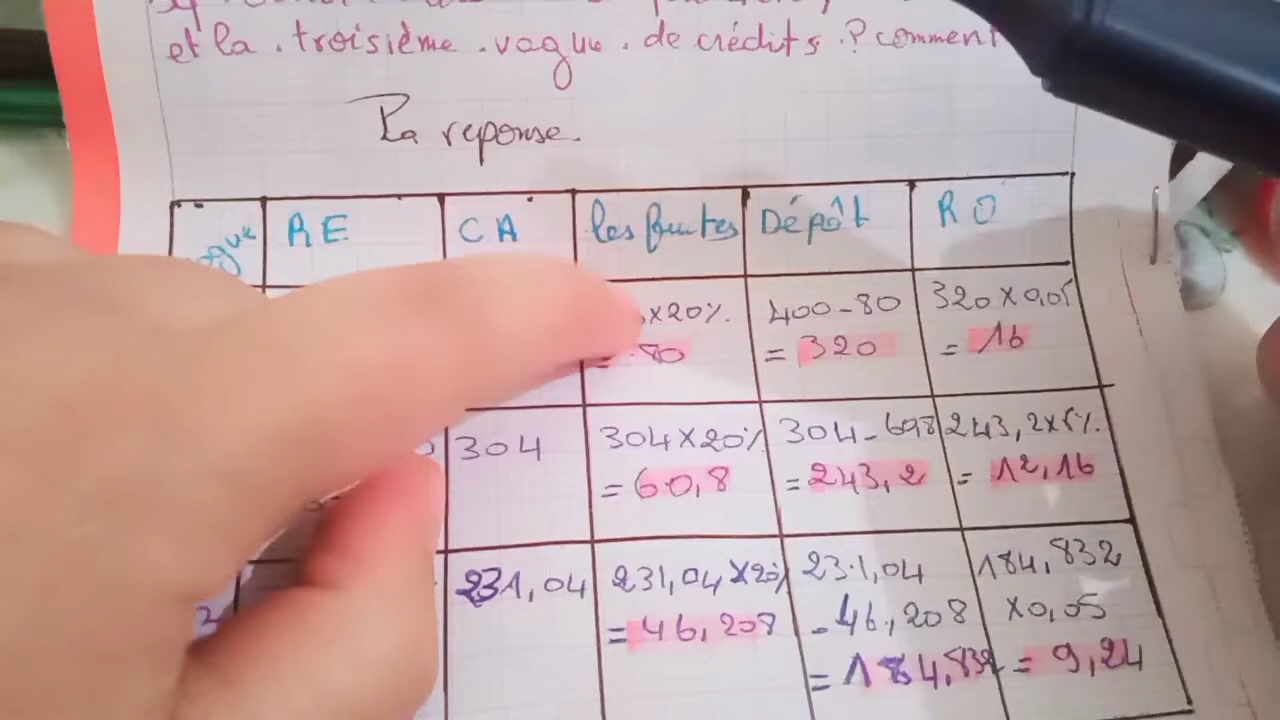 et la troisième vague de crédits ? comment
La reponse.
RE CA les fuites Dépôt RO
x20% 400-80 320x0,05
= 80 = 320 = 16
304 304x20% 304-60,8 243,2x5%
= 60,8 = 243,2 = 12,16
231,04 231,04x20% 231,04 184,832
= 46,208 - 46,208 x0,05
= 184,832 = 9,24